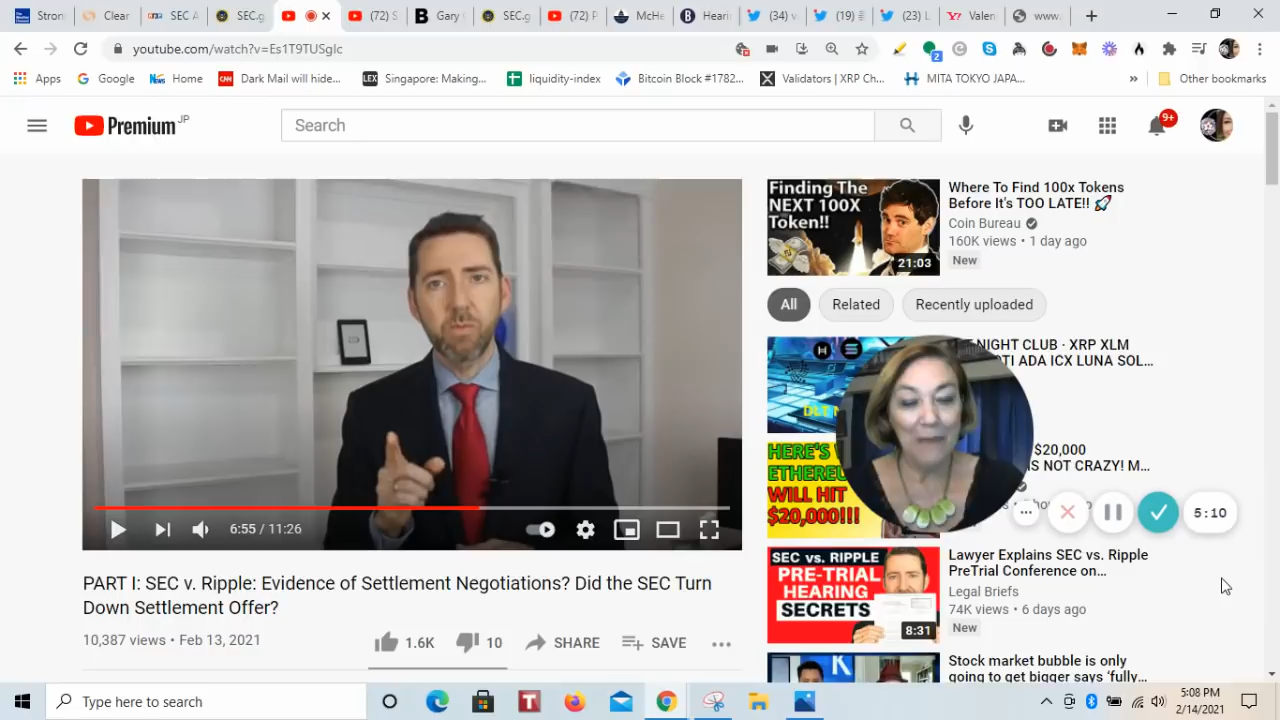 SEC.g
(72) S
Gar
SEC.g
(72) F
McHe
B
(34) \
(19)
(23) L
Valer
www.
youtube.com/watch?v=Es1T9TUSglc
2
Apps
Google
Home
Dark Mail will hide...
LEX
Singapore: Making...
liquidity-index
Bitcoin Block #1782...
Validators | XRP Ch...
MITA TOKYO JAPA...
Other bookmarks
Premium JP
Search
9+
Finding The
NEXT 100X
Token!!
21:03
Where To Find 100x Tokens
Before It's TOO LATE!! 🚀
Coin Bureau
160K views • 1 day ago
New
All
Related
Recently uploaded
NIGHT CLUB - XRP XLM
OTI ADA ICX LUNA SOL...
HERE'S
ETHEREU
WILL HIT
$20,000!!!
$20,000
IS NOT CRAZY! M...
5:10
6:55 / 11:26
SEC vs. RIPPLE
PRE-TRIAL
HEARING
SECRETS
8:31
Lawyer Explains SEC vs. Ripple
PreTrial Conference on...
Legal Briefs
74K views • 6 days ago
New
PART I: SEC v. Ripple: Evidence of Settlement Negotiations? Did the SEC Turn
Down Settlement Offer?
10,387 views • Feb 2021
1.6K
10
SHARE
SAVE
Stock market bubble is only
going to get bigger says 'fully...
Type here to search
5:08 PM
2/14/2021